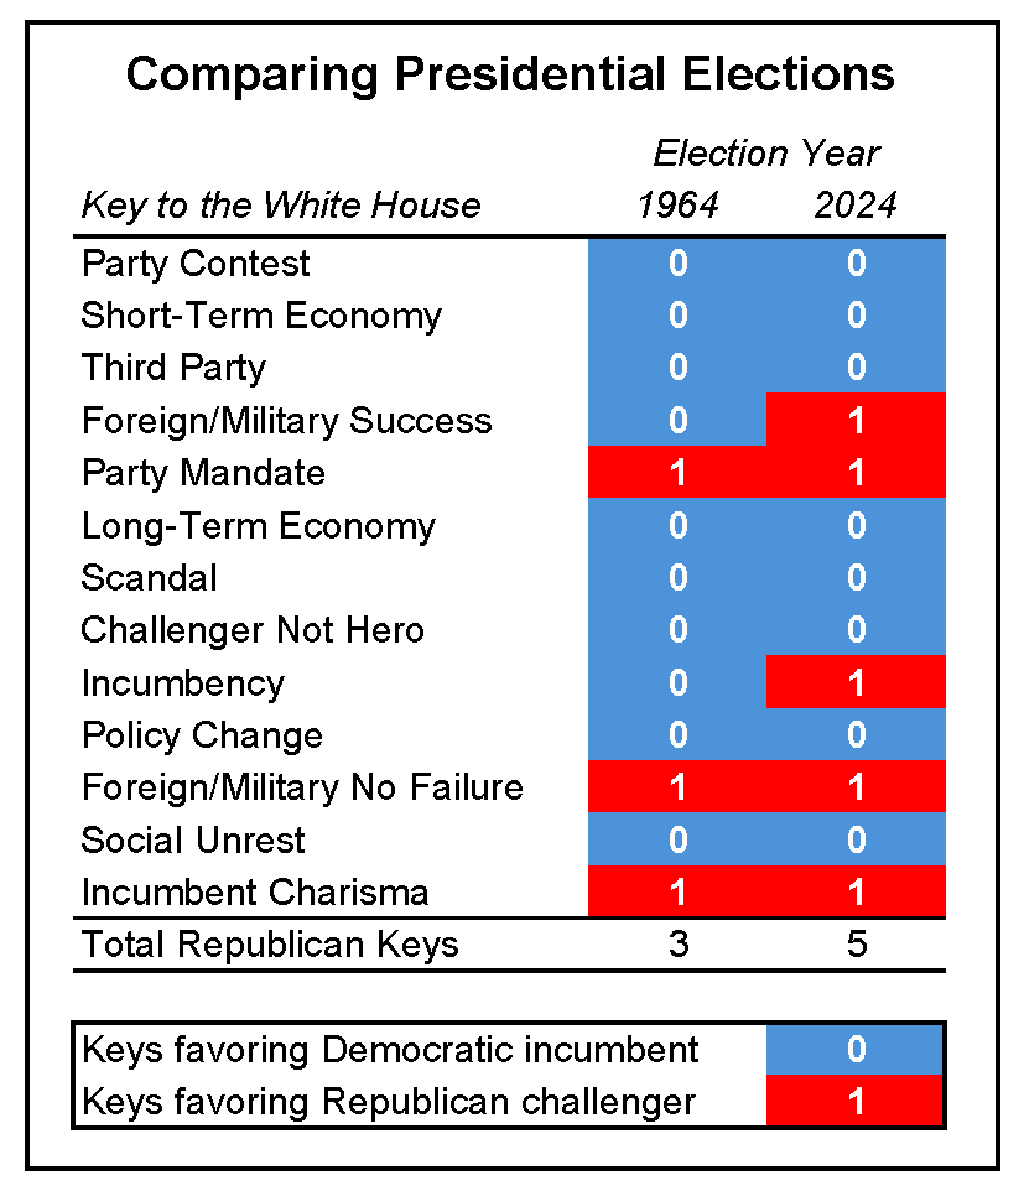 Comparing Presidential Elections
Election Year
Key to the White House 1964 2024
Party Contest 0 0
Short-Term Economy 0 0
Third Party 0 0
Foreign/Military Success 0 1
Party Mandate 1 1
Long-Term Economy 0 0
Scandal 0 0
Challenger Not Hero 0 0
Incumbency 0 1
Policy Change 0 0
Foreign/Military No Failure 1 1
Social Unrest 0 0
Incumbent Charisma 1 1
Total Republican Keys 3 5
Keys favoring Democratic incumbent 0
Keys favoring Republican challenger 1